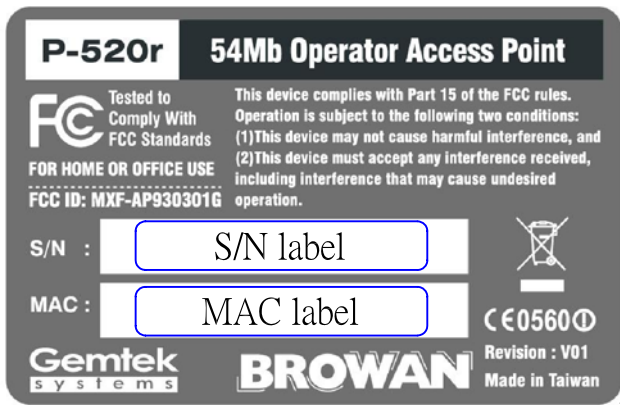 P-520r 54Mb Operator Access Point
FC Tested to
Comply With
FCC Standards
FOR HOME OR OFFICE USE
FCC ID: MXF-AP930301G
This device complies with Part 15 of the FCC rules.
Operation is subject to the following two conditions:
(1)This device may not cause harmful interference, and
(2)This device must accept any interference received,
including interference that may cause undesired
operation.
S/N : S/N label
MAC : MAC label
CE0560
Gemtek
systems
BROWAN
Revision : V01
Made in Taiwan